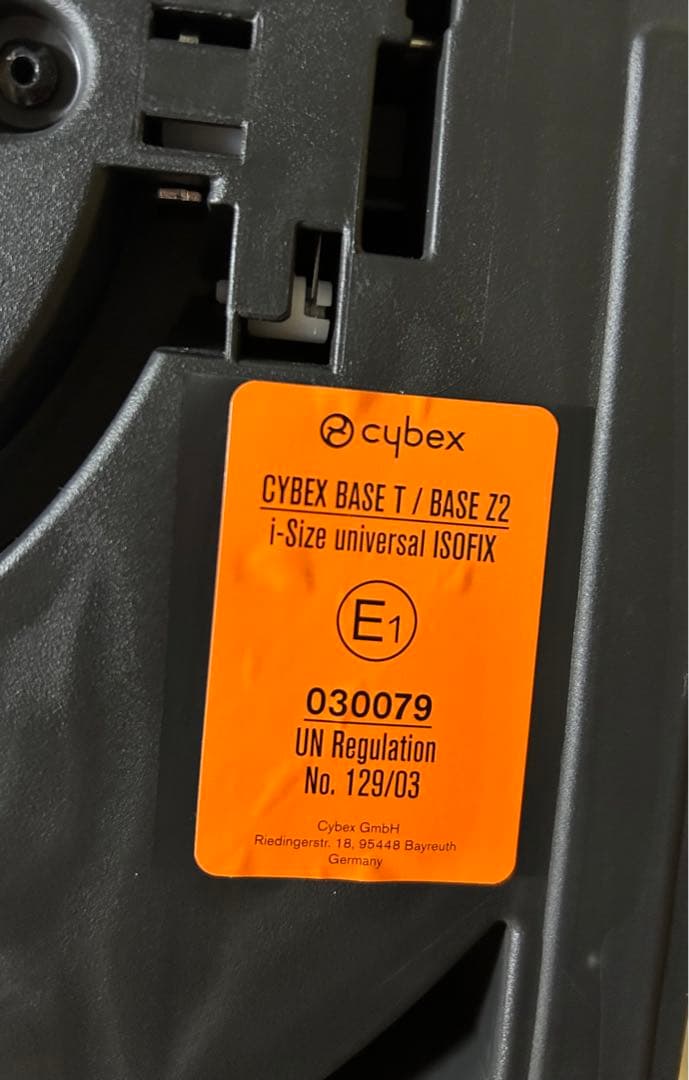 cybex
CYBEX BASE T / BASE Z2
i-Size universal ISOFIX
E1
030079
UN Regulation
No. 129/03
Cybex GmbH
Riedingerstr. 18, 95448 Bayreuth
Germany